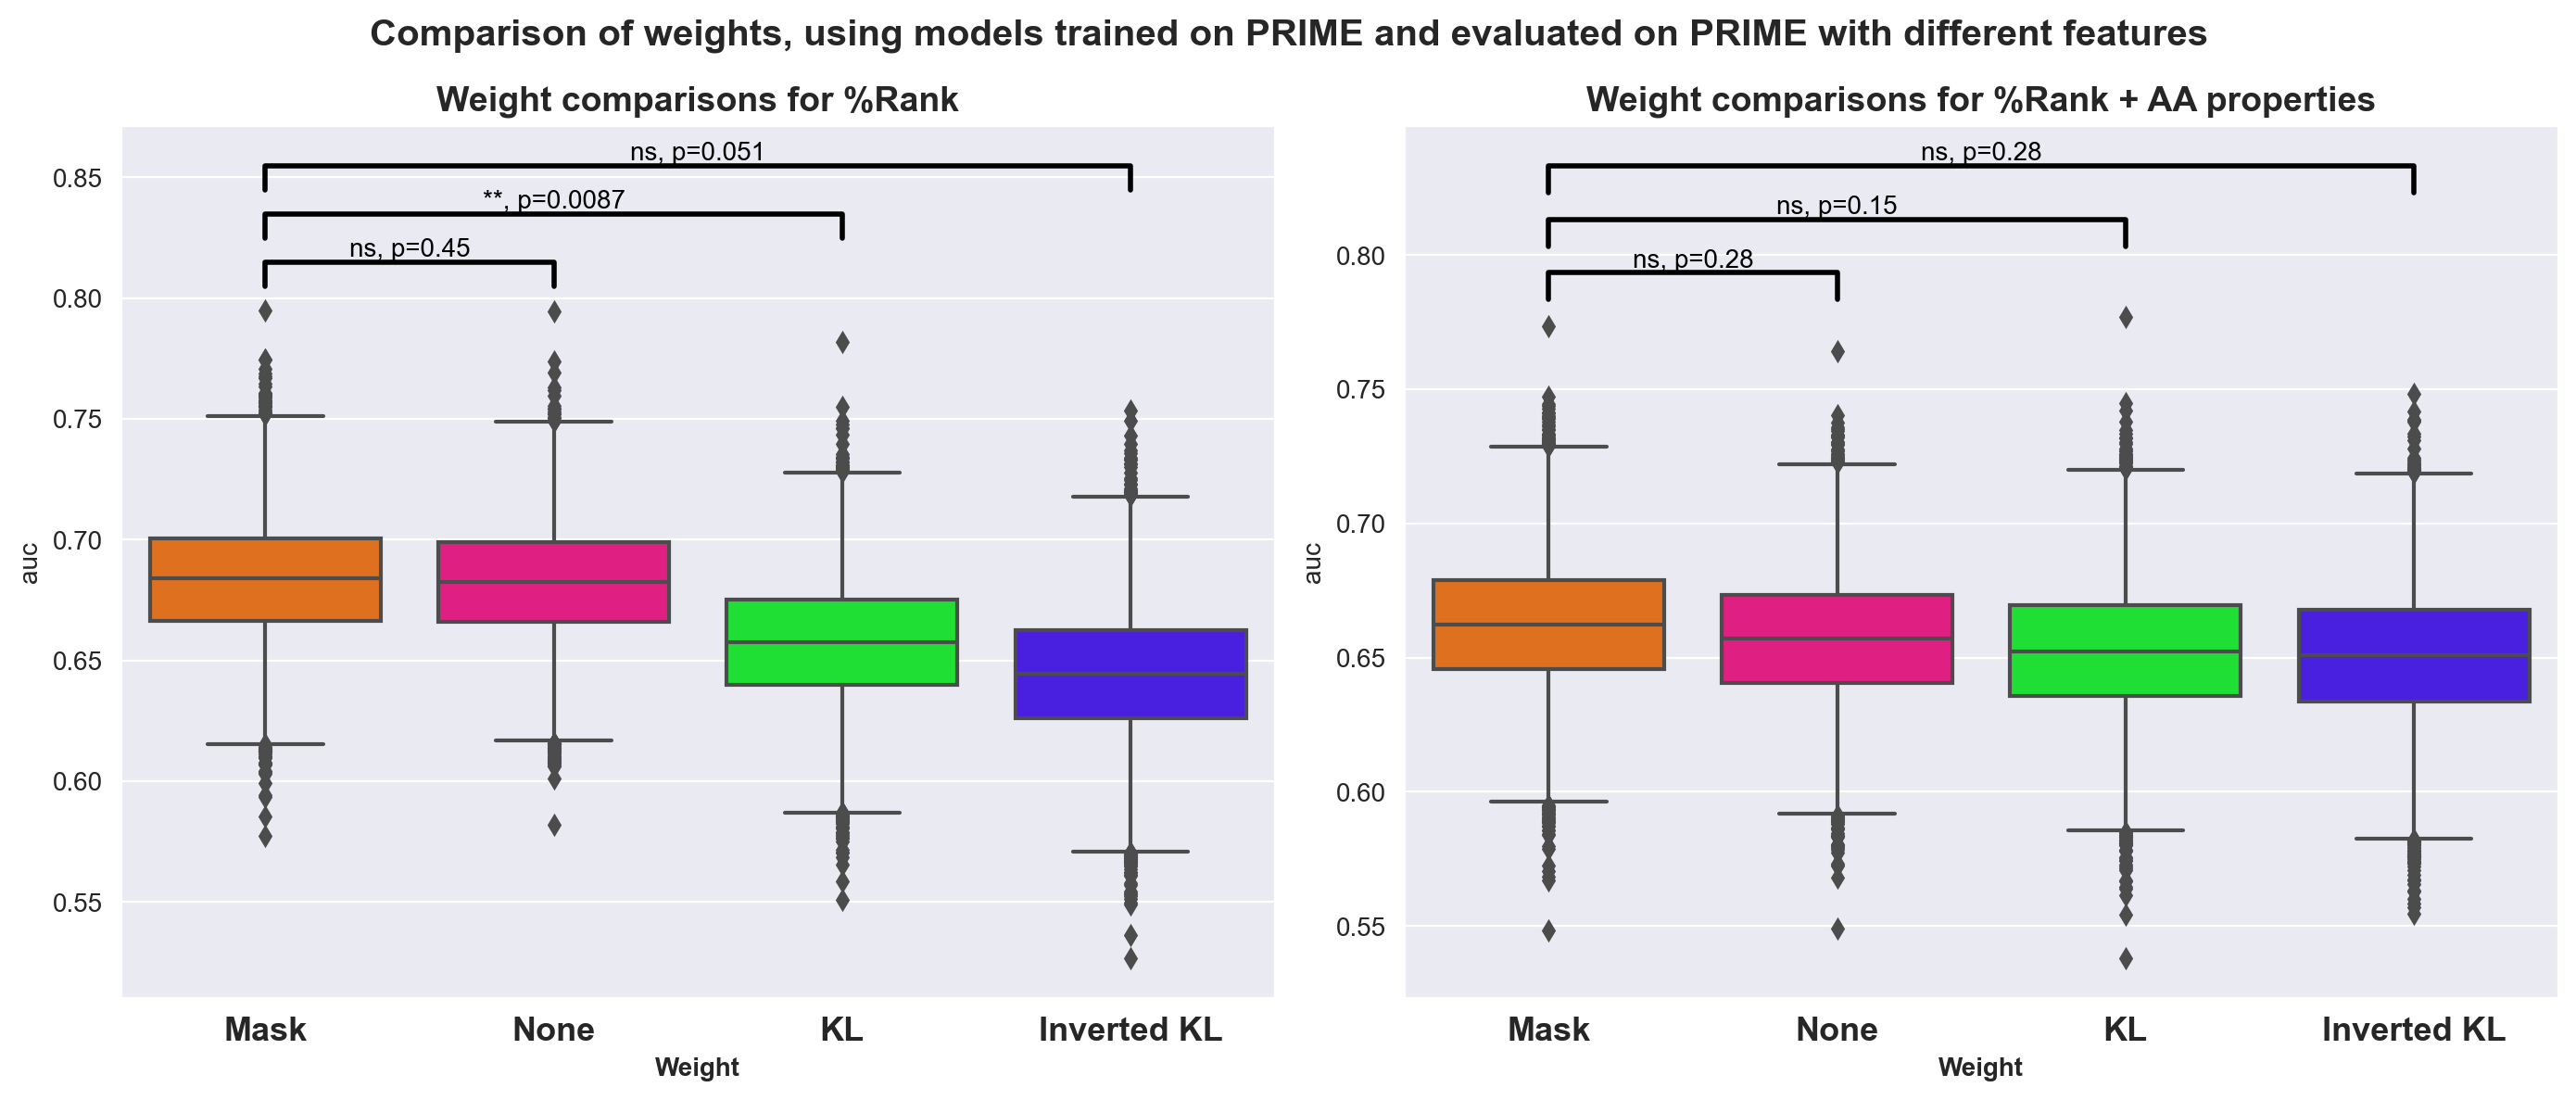 Comparison of weights, using models trained on PRIME and evaluated on PRIME with different features
Weight comparisons for %Rank
ns, p=0.051
**, p=0.0087
ns, p=0.45
0.85
0.80
0.75
0.70
0.65
0.60
0.55
auc
Mask
None
KL
Inverted KL
Weight
Weight comparisons for %Rank + AA properties
ns, p=0.28
ns, p=0.15
ns, p=0.28
0.80
0.75
0.70
0.65
0.60
0.55
auc
Mask
None
KL
Inverted KL
Weight